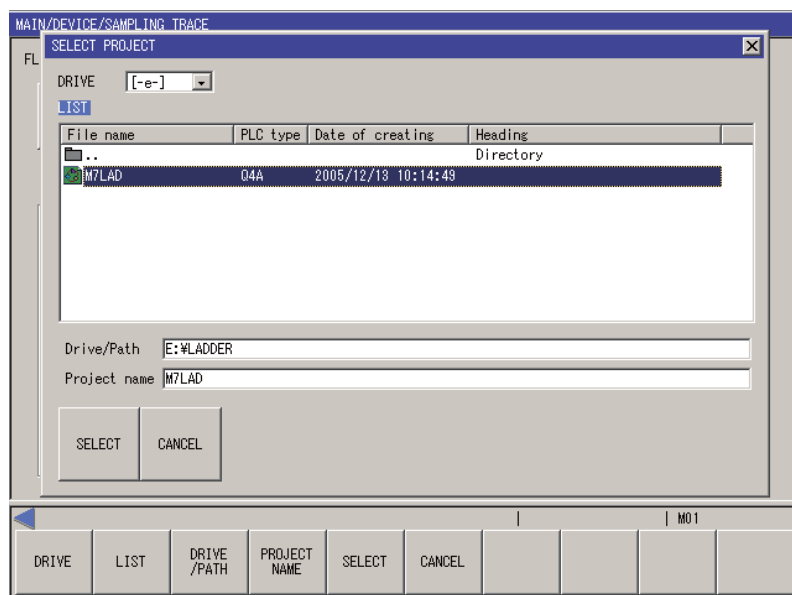 MAIN/DEVICE/SAMPLING TRACE
SELECT PROJECT
FL
DRIVE [-e-]
LIST
File name PLC type Date of creating Heading
.. Directory
M7LAD Q4A 2005/12/13 10:14:49
Drive/Path E:¥LADDER
Project name M7LAD
SELECT CANCEL
M01
DRIVE LIST DRIVE /PATH PROJECT NAME SELECT CANCEL